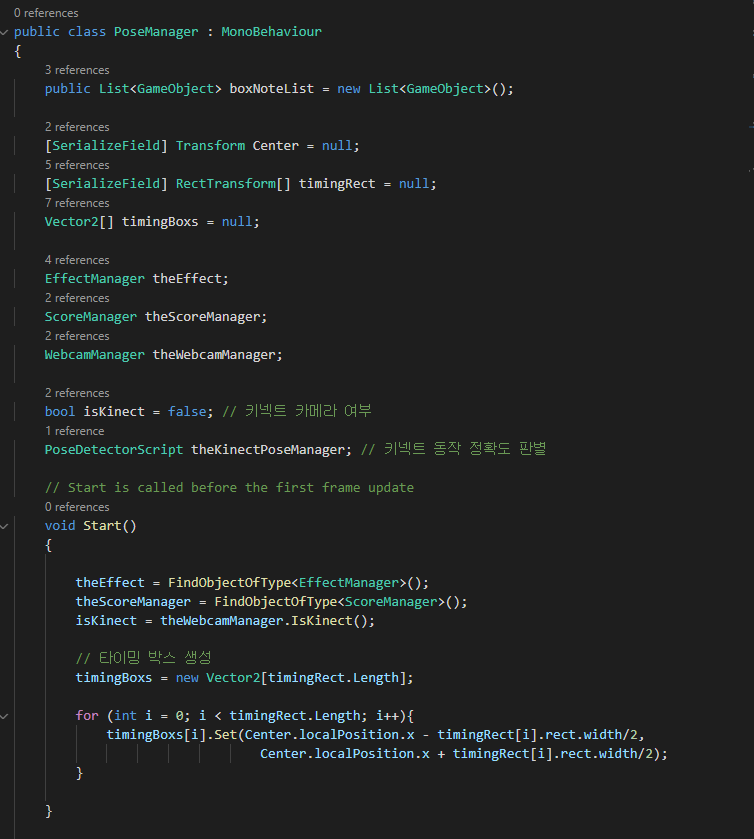 0 references
public class PoseManager : MonoBehaviour
{
3 references
public List<GameObject> boxNoteList = new List<GameObject>();
2 references
[SerializeField] Transform Center = null;
5 references
[SerializeField] RectTransform[] timingRect = null;
7 references
Vector2[] timingBoxs = null;
4 references
EffectManager theEffect;
2 references
ScoreManager theScoreManager;
2 references
WebcamManager theWebcamManager;
2 references
bool isKinect = false; // 키넥트 카메라 여부
1 reference
PoseDetectorScript theKinectPoseManager; // 키넥트 동작 정확도 판별
// Start is called before the first frame update
0 references
void Start()
{
theEffect = FindObjectOfType<EffectManager>();
theScoreManager = FindObjectOfType<ScoreManager>();
isKinect = theWebcamManager.IsKinect();
// 타이밍 박스 생성
timingBoxs = new Vector2[timingRect.Length];
for (int i = 0; i < timingRect.Length; i++){
timingBoxs[i].Set(Center.localPosition.x - timingRect[i].rect.width/2,
Center.localPosition.x + timingRect[i].rect.width/2);
}
}